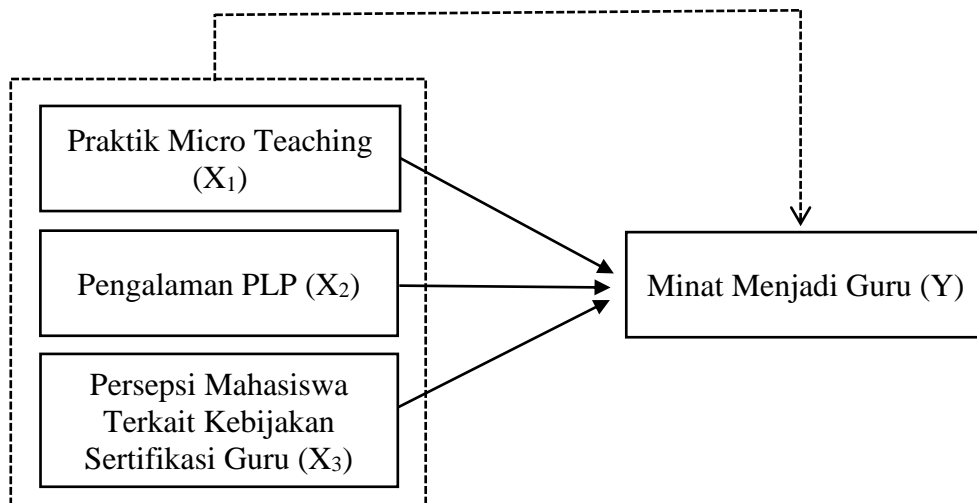 Praktik Micro Teaching
(X₁)
Pengalaman PLP (X₂)
Persepsi Mahasiswa
Terkait Kebijakan
Sertifikasi Guru (X₃)
Minat Menjadi Guru (Y)